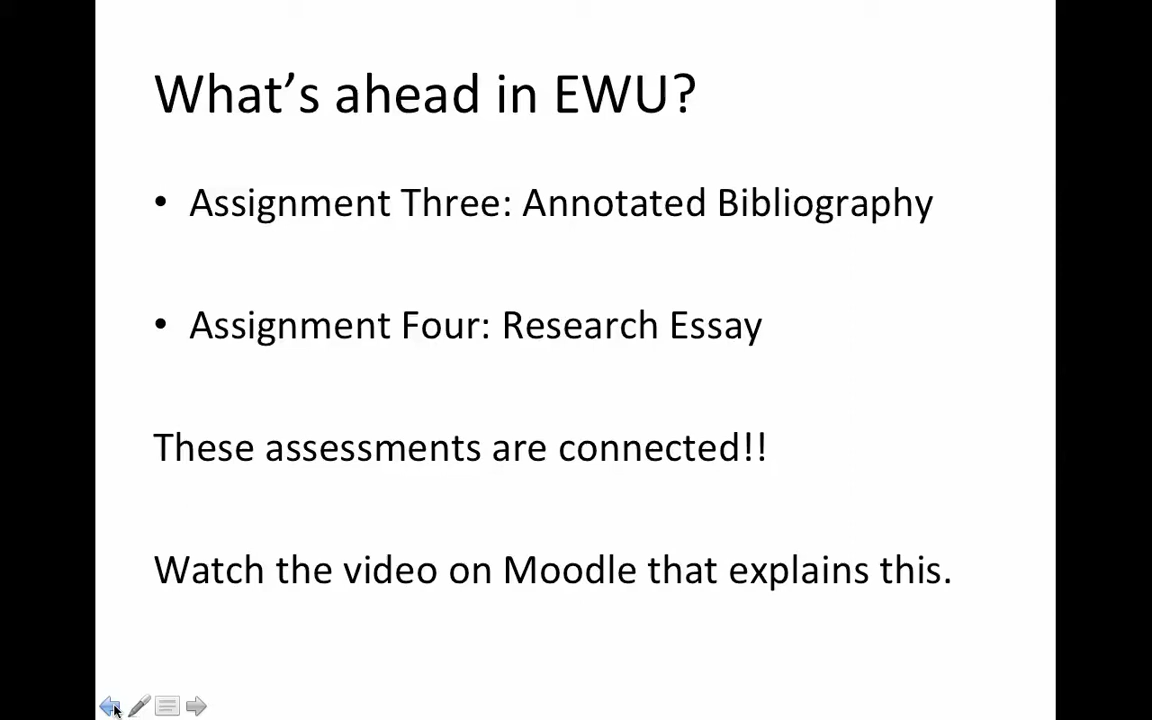 What’s ahead in EWU?
• Assignment Three: Annotated Bibliography
• Assignment Four: Research Essay
These assessments are connected!!
Watch the video on Moodle that explains this.